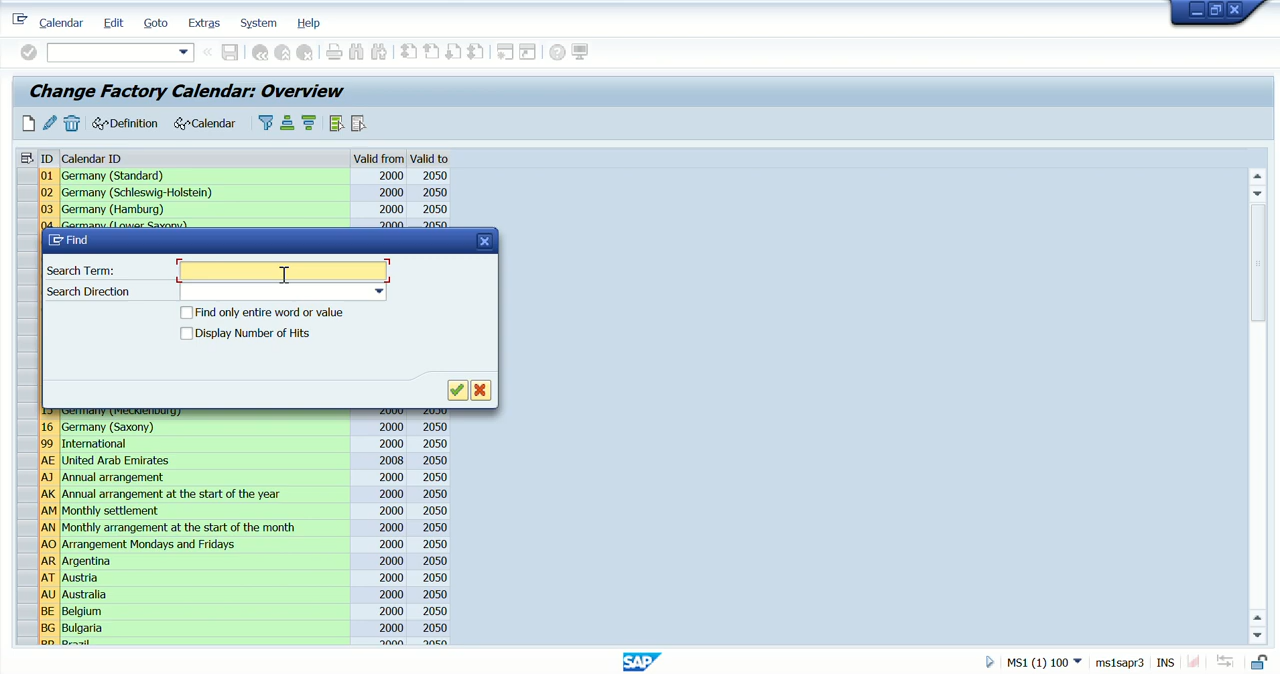 Calendar Edit Goto Extras System Help
Change Factory Calendar: Overview
Definition Calendar
ID Calendar ID Valid from Valid to
01 Germany (Standard) 2000 2050
02 Germany (Schleswig-Holstein) 2000 2050
03 Germany (Hamburg) 2000 2050
04 Germany (Lower Saxony) 2000 2050
Find
Search Term:
Search Direction
Find only entire word or value
Display Number of Hits
15 Germany (Mecklenburg) 2000 2050
16 Germany (Saxony) 2000 2050
99 International 2000 2050
AE United Arab Emirates 2008 2050
AJ Annual arrangement 2000 2050
AK Annual arrangement at the start of the year 2000 2050
AM Monthly settlement 2000 2050
AN Monthly arrangement at the start of the month 2000 2050
AO Arrangement Mondays and Fridays 2000 2050
AR Argentina 2000 2050
AT Austria 2000 2050
AU Australia 2000 2050
BE Belgium 2000 2050
BG Bulgaria 2000 2050
BR Brazil 2000 2050
SAP MS1 (1) 100 ms1sapr3 INS